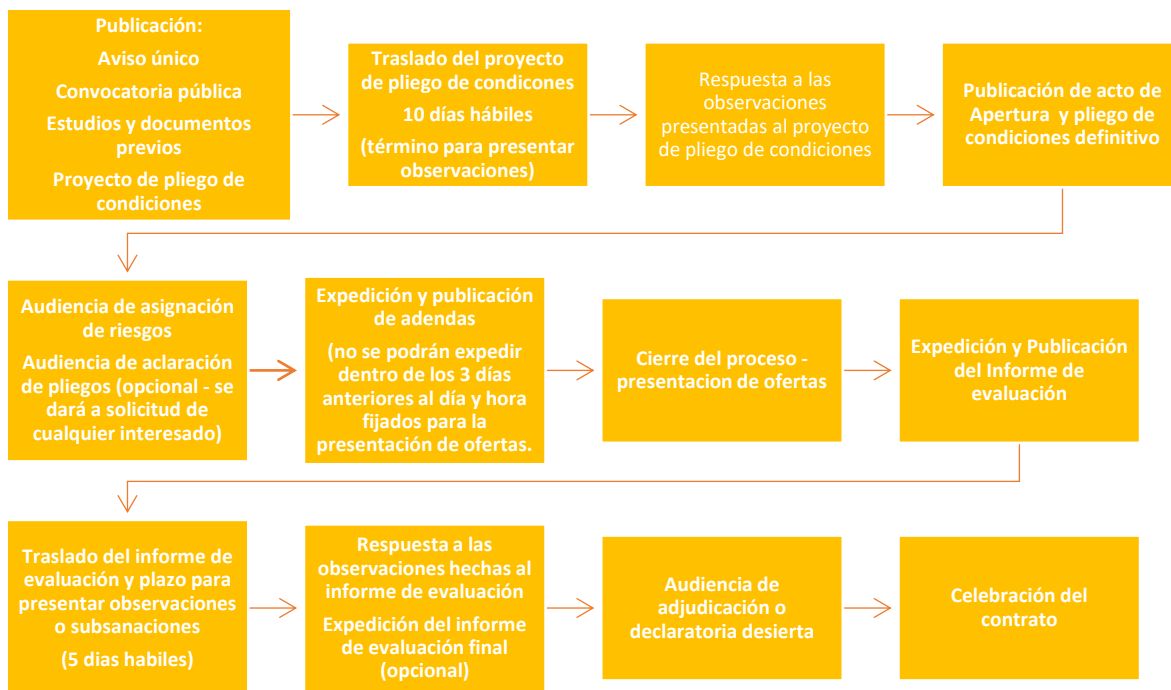 Publicación:
Aviso único
Convocatoria pública
Estudios y documentos
previos
Proyecto de pliego de
condiciones
Traslado del proyecto
de pliego de condicones
10 días hábiles
(término para presentar
observaciones)
Respuesta a las
observaciones
presentadas al proyecto
de pliego de condiciones
Publicación de acto de
Apertura y pliego de
condiciones definitivo
Audiencia de asignación
de riesgos
Audiencia de aclaración
de pliegos (opcional - se
dará a solicitud de
cualquier interesado)
Expedición y publicación
de adendas
(no se podrán expedir
dentro de los 3 días
anteriores al día y hora
fijados para la
presentación de ofertas.
Cierre del proceso -
presentacion de ofertas
Expedición y Publicación
del Informe de
evaluación
Traslado del informe de
evaluación y plazo para
presentar observaciones
o subsanaciones
(5 dias habiles)
Respuesta a las
observaciones hechas al
informe de evaluación
Expedición del informe
de evaluación final
(opcional)
Audiencia de
adjudicación o
declaratoria desierta
Celebración del
contrato